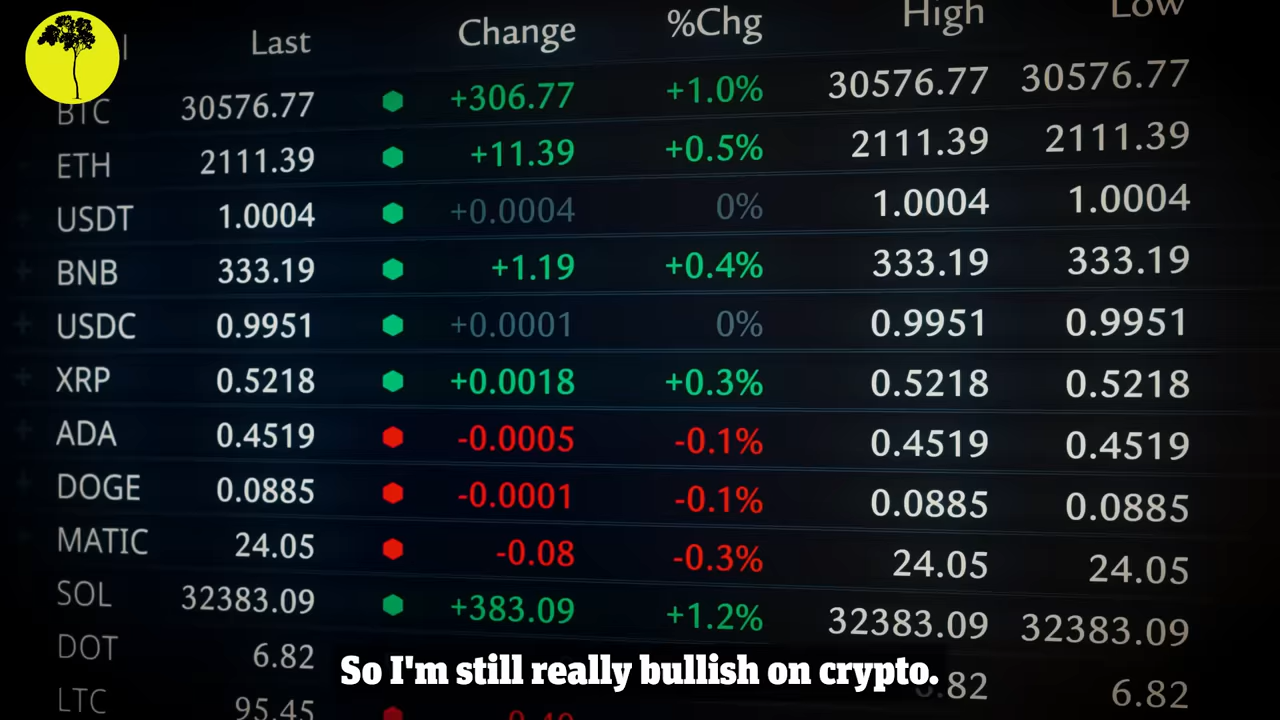 Last Change %Chg High Low
BTC 30576.77 +306.77 +1.0% 30576.77 30576.77
ETH 2111.39 +11.39 +0.5% 2111.39 2111.39
USDT 1.0004 +0.0004 0% 1.0004 1.0004
BNB 333.19 +1.19 +0.4% 333.19 333.19
USDC 0.9951 +0.0001 0% 0.9951 0.9951
XRP 0.5218 +0.0018 +0.3% 0.5218 0.5218
ADA 0.4519 -0.0005 -0.1% 0.4519 0.4519
DOGE 0.0885 -0.0001 -0.1% 0.0885 0.0885
MATIC 24.05 -0.08 -0.3% 24.05 24.05
SOL 32383.09 +383.09 +1.2% 32383.09 32383.09
DOT 6.82 6.82
LTC 95.45
So I'm still really bullish on crypto.